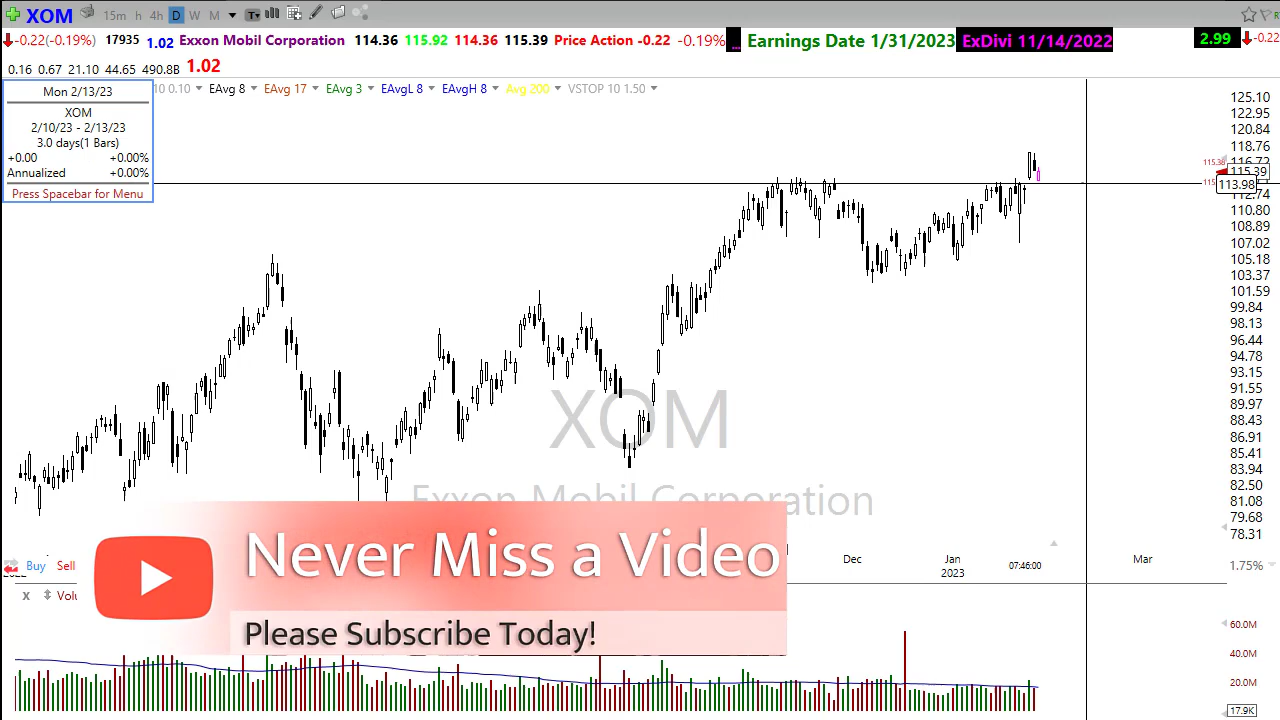 XOM 15m h 4h D W M T
-0.22(-0.19%) 17935 1.02 Exxon Mobil Corporation 114.36 115.92 114.36 115.39 Price Action -0.22 -0.19% ... Earnings Date 1/31/2023 ExDivi 11/14/2022 2.99 -0.22
0.16 0.67 21.10 44.65 490.8B 1.02
Mon 2/13/23
XOM
2/10/23 - 2/13/23
3.0 days(1 Bars)
+0.00 +0.00%
Annualized +0.00%
Press Spacebar for Menu
10 0.10 EAvg 8 EAvg 17 EAvg 3 EAvgL 8 EAvgH 8 Avg 200 VSTOP 10 1.50
125.10
122.95
120.84
118.76
116.72
115.38
115.39
113.98
112.74
110.80
108.89
107.02
105.18
103.37
101.59
99.84
98.13
96.44
94.78
93.15
91.55
89.97
88.43
86.91
85.41
83.94
82.50
81.08
79.68
78.31
XOM
Exxon Mobil Corporation
Never Miss a Video
Please Subscribe Today!
Buy Sell
Dec Jan Mar
2023 07:46:00
1.75%
X Volu
60.0M
40.0M
20.0M
17.9K